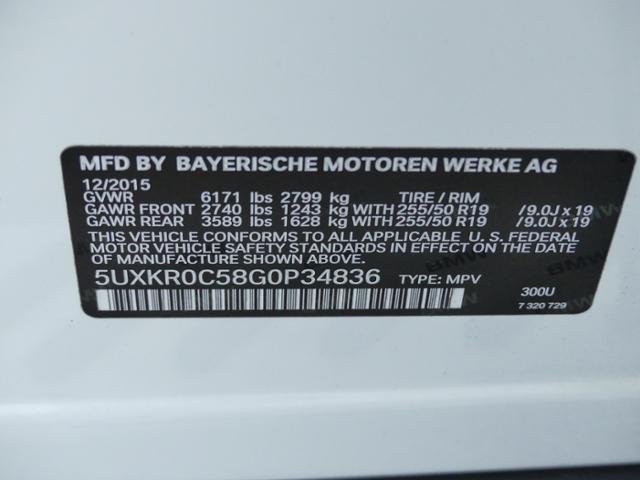 MFD BY BAYERISCHE MOTOREN WERKE AG
12/2015
GVWR 6171 lbs 2799 kg TIRE / RIM
GAWR FRONT 2740 lbs 1243 kg WITH 255/50 R19 / 9.0J x 19
GAWR REAR 3589 lbs 1628 kg WITH 255/50 R19 / 9.0J x 19
THIS VEHICLE CONFORMS TO ALL APPLICABLE U. S. FEDERAL
MOTOR VEHICLE SAFETY STANDARDS IN EFFECT ON THE DATE
OF MANUFACTURE SHOWN ABOVE.
5UXKR0C58G0P34836 TYPE: MPV
300U
7 320 729